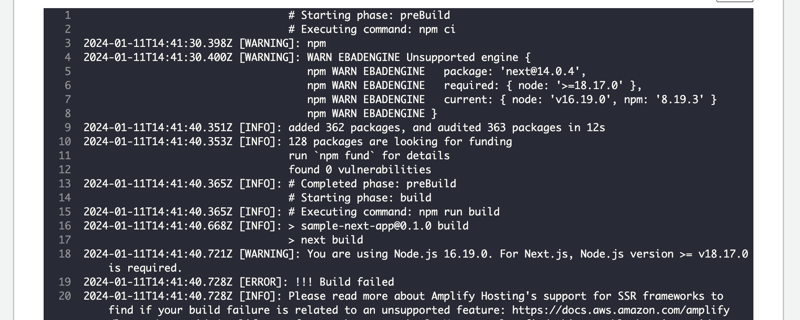 1 # Starting phase: preBuild
2 # Executing command: npm ci
3 2024-01-11T14:41:30.398Z [WARNING]: npm
4 2024-01-11T14:41:30.400Z [WARNING]: WARN EBADENGINE Unsupported engine {
5 npm WARN EBADENGINE   package: 'next@14.0.4',
6 npm WARN EBADENGINE   required: { node: '>=18.17.0' },
7 npm WARN EBADENGINE   current: { node: 'v16.19.0', npm: '8.19.3' }
8 npm WARN EBADENGINE }
9 2024-01-11T14:41:40.351Z [INFO]: added 362 packages, and audited 363 packages in 12s
10 2024-01-11T14:41:40.353Z [INFO]: 128 packages are looking for funding
11 run `npm fund` for details
12 found 0 vulnerabilities
13 2024-01-11T14:41:40.365Z [INFO]: # Completed phase: preBuild
14 # Starting phase: build
15 2024-01-11T14:41:40.365Z [INFO]: # Executing command: npm run build
16 2024-01-11T14:41:40.668Z [INFO]: > sample-next-app@0.1.0 build
17 > next build
18 2024-01-11T14:41:40.721Z [WARNING]: You are using Node.js 16.19.0. For Next.js, Node.js version >= v18.17.0
is required.
19 2024-01-11T14:41:40.728Z [ERROR]: !!! Build failed
20 2024-01-11T14:41:40.728Z [INFO]: Please read more about Amplify Hosting's support for SSR frameworks to
find if your build failure is related to an unsupported feature: https://docs.aws.amazon.com/amplify